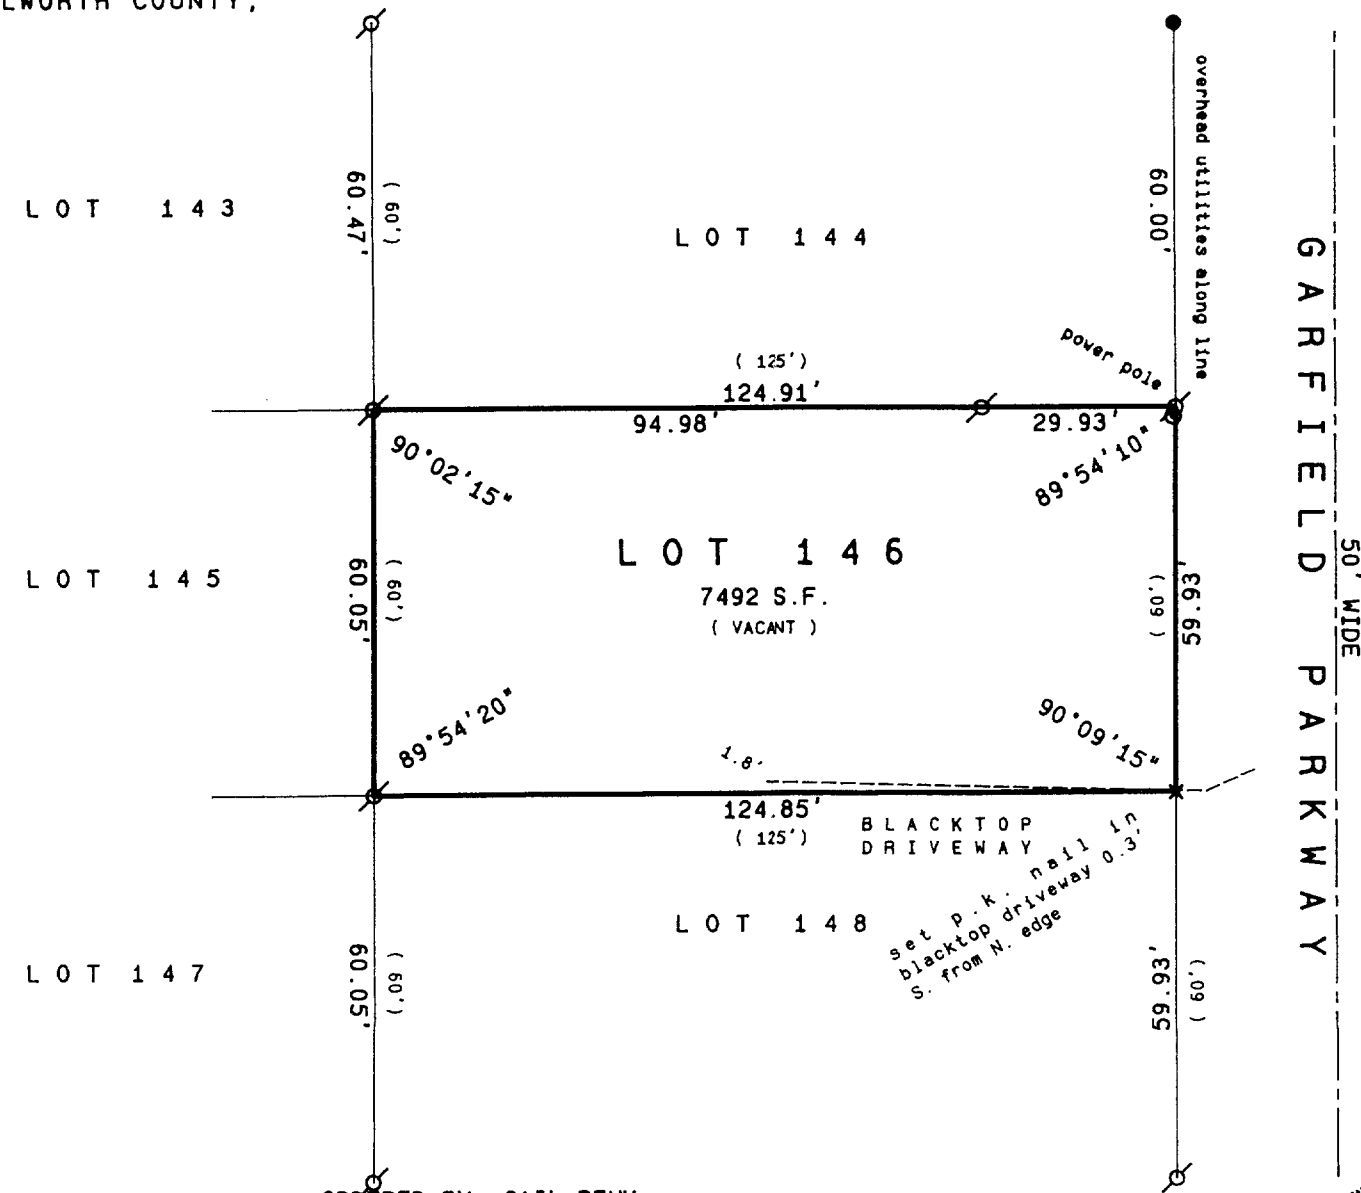 LWORTH COUNTY,
overhead utilities along line
60.47'
( 60')
60.00'
LOT 143
LOT 144
GARFIELD PARKWAY
50' WIDE
power pole
( 125')
124.91'
94.98'
29.93'
90°02'15"
89°54'10"
LOT 146
7492 S.F.
( VACANT )
LOT 145
60.05'
( 60')
59.93'
( 60')
89°54'20"
90°09'15"
1.8'
124.85'
( 125')
BLACKTOP
DRIVEWAY
set p.k. nail in
blacktop driveway 0.3'
S. from N. edge
LOT 148
LOT 147
60.05'
( 60')
59.93'
( 60')